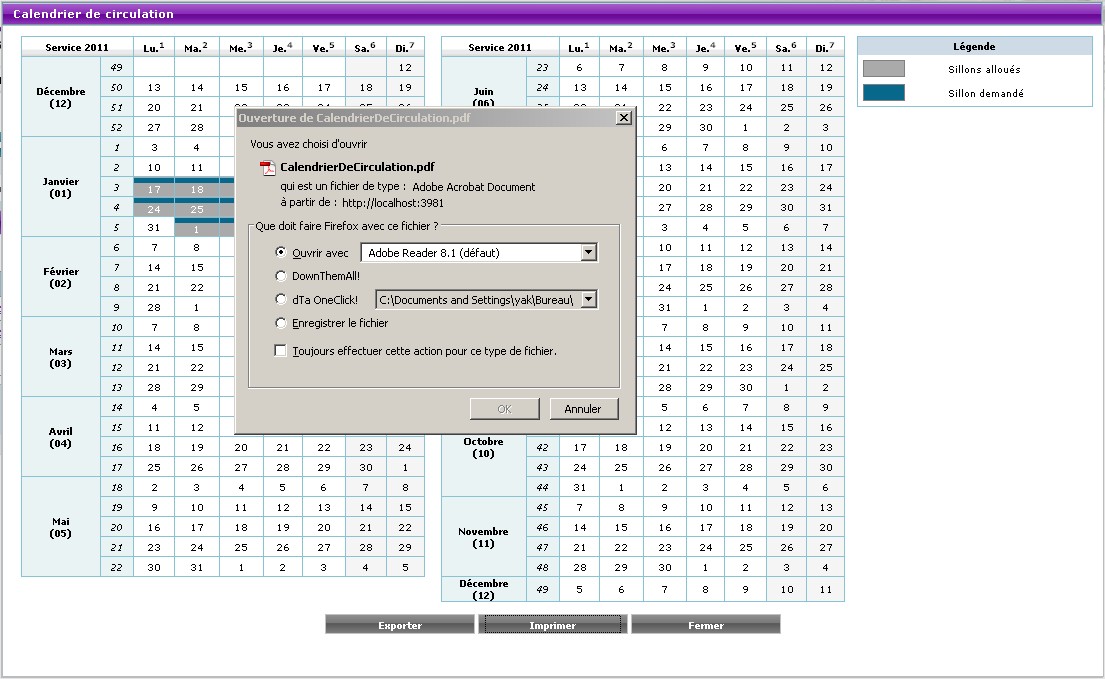 Calendrier de circulation
Service 2011 Lu.1 Ma.2 Me.3 Je.4 Ve.5 Sa.6 Di.7
Décembre (12)
49 12
50 13 14 15 16 17 18 19
51 20 21
52 27 28
Janvier (01)
1 3 4
2 10 11
3 17 18
4 24 25
5 31 1
Février (02)
6 7 8
7 14 15
8 21 22
9 28 1
Mars (03)
10 7 8
11 14 15
12 21 22
13 28 29
Avril (04)
14 4 5
15 11 12
16 18 19 20 21 22 23 24
17 25 26 27 28 29 30 1
Mai (05)
18 2 3 4 5 6 7 8
19 9 10 11 12 13 14 15
20 16 17 18 19 20 21 22
21 23 24 25 26 27 28 29
22 30 31 1 2 3 4 5
Service 2011 Lu.1 Ma.2 Me.3 Je.4 Ve.5 Sa.6 Di.7
Juin (06)
23 6 7 8 9 10 11 12
24 13 14 15 16 17 18 19
22 23 24 25 26
29 30 1 2 3
6 7 8 9 10
13 14 15 16 17
20 21 22 23 24
27 28 29 30 31
3 4 5 6 7
10 11 12 13 14
17 18 19 20 21
24 25 26 27 28
31 1 2 3 4
7 8 9 10 11
14 15 16 17 18
21 22 23 24 25
28 29 30 1 2
5 6 7 8 9
12 13 14 15 16
Octobre (10)
42 17 18 19 20 21 22 23
43 24 25 26 27 28 29 30
44 31 1 2 3 4 5 6
Novembre (11)
45 7 8 9 10 11 12 13
46 14 15 16 17 18 19 20
47 21 22 23 24 25 26 27
48 28 29 30 1 2 3 4
Décembre (12)
49 5 6 7 8 9 10 11
Légende
Sillons alloués
Sillon demandé
Ouverture de CalendrierDeCirculation.pdf
Vous avez choisi d'ouvrir
CalendrierDeCirculation.pdf
qui est un fichier de type : Adobe Acrobat Document
à partir de : http://localhost:3981
Que doit faire Firefox avec ce fichier ?
Ouvrir avec Adobe Reader 8.1 (défaut)
DownThemAll!
dTa OneClick! C:\Documents and Settings\yak\Bureau\
Enregistrer le fichier
Toujours effectuer cette action pour ce type de fichier.
OK Annuler
Exporter Imprimer Fermer